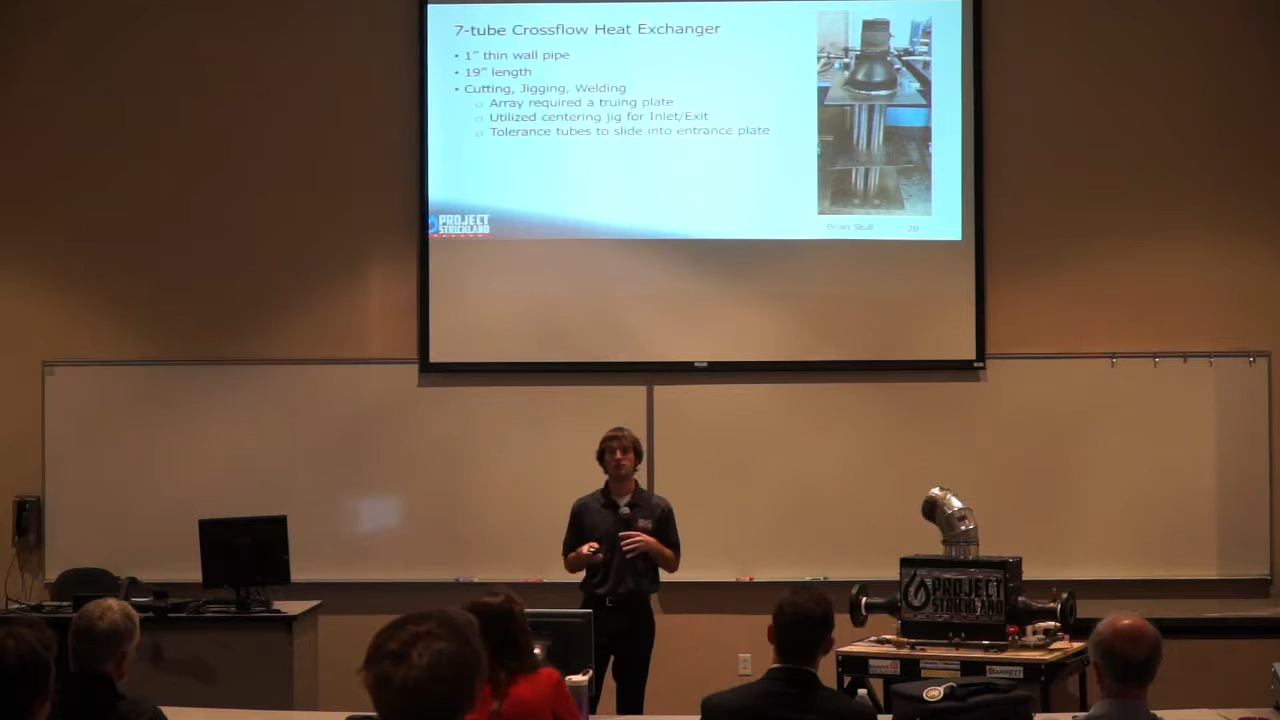 7-tube Crossflow Heat Exchanger
• 1" thin wall pipe
• 19" length
• Cutting, Jigging, Welding
o Array required a truing plate
o Utilized centering jig for Inlet/Exit
o Tolerance tubes to slide into entrance plate
PROJECT
STRICKLAND
Brian Stull 20
PROJECT
STRICKLAND
BARNETT